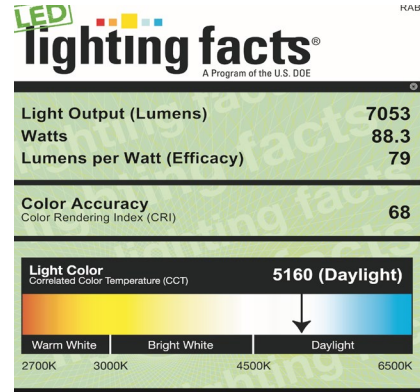 RAB
LED
lighting facts®
A Program of the U.S. DOE
Light Output (Lumens) 7053
Watts 88.3
Lumens per Watt (Efficacy) 79
Color Accuracy 68
Color Rendering Index (CRI)
Light Color 5160 (Daylight)
Correlated Color Temperature (CCT)
Warm White Bright White Daylight
2700K 3000K 4500K 6500K